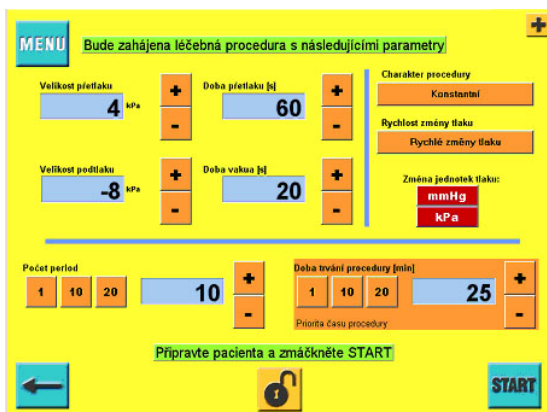 MENU
Bude zahájena léčebná procedura s následujícími parametry
+
Velikost přetlaku
4 kPa
+
-
Doba přetlaku [s]
60
+
-
Charakter procedury
Konstantní
Rychlost změny tlaku
Rychlé změny tlaku
Velikost podtlaku
-8 kPa
+
-
Doba vakua [s]
20
+
-
Změna jednotek tlaku:
mmHg
kPa
Počet period
1 10 20
10
+
-
Doba trvání procedury [min]
1 10 20
25
+
-
Priorita času procedury
Připravte pacienta a zmáčkněte START
START